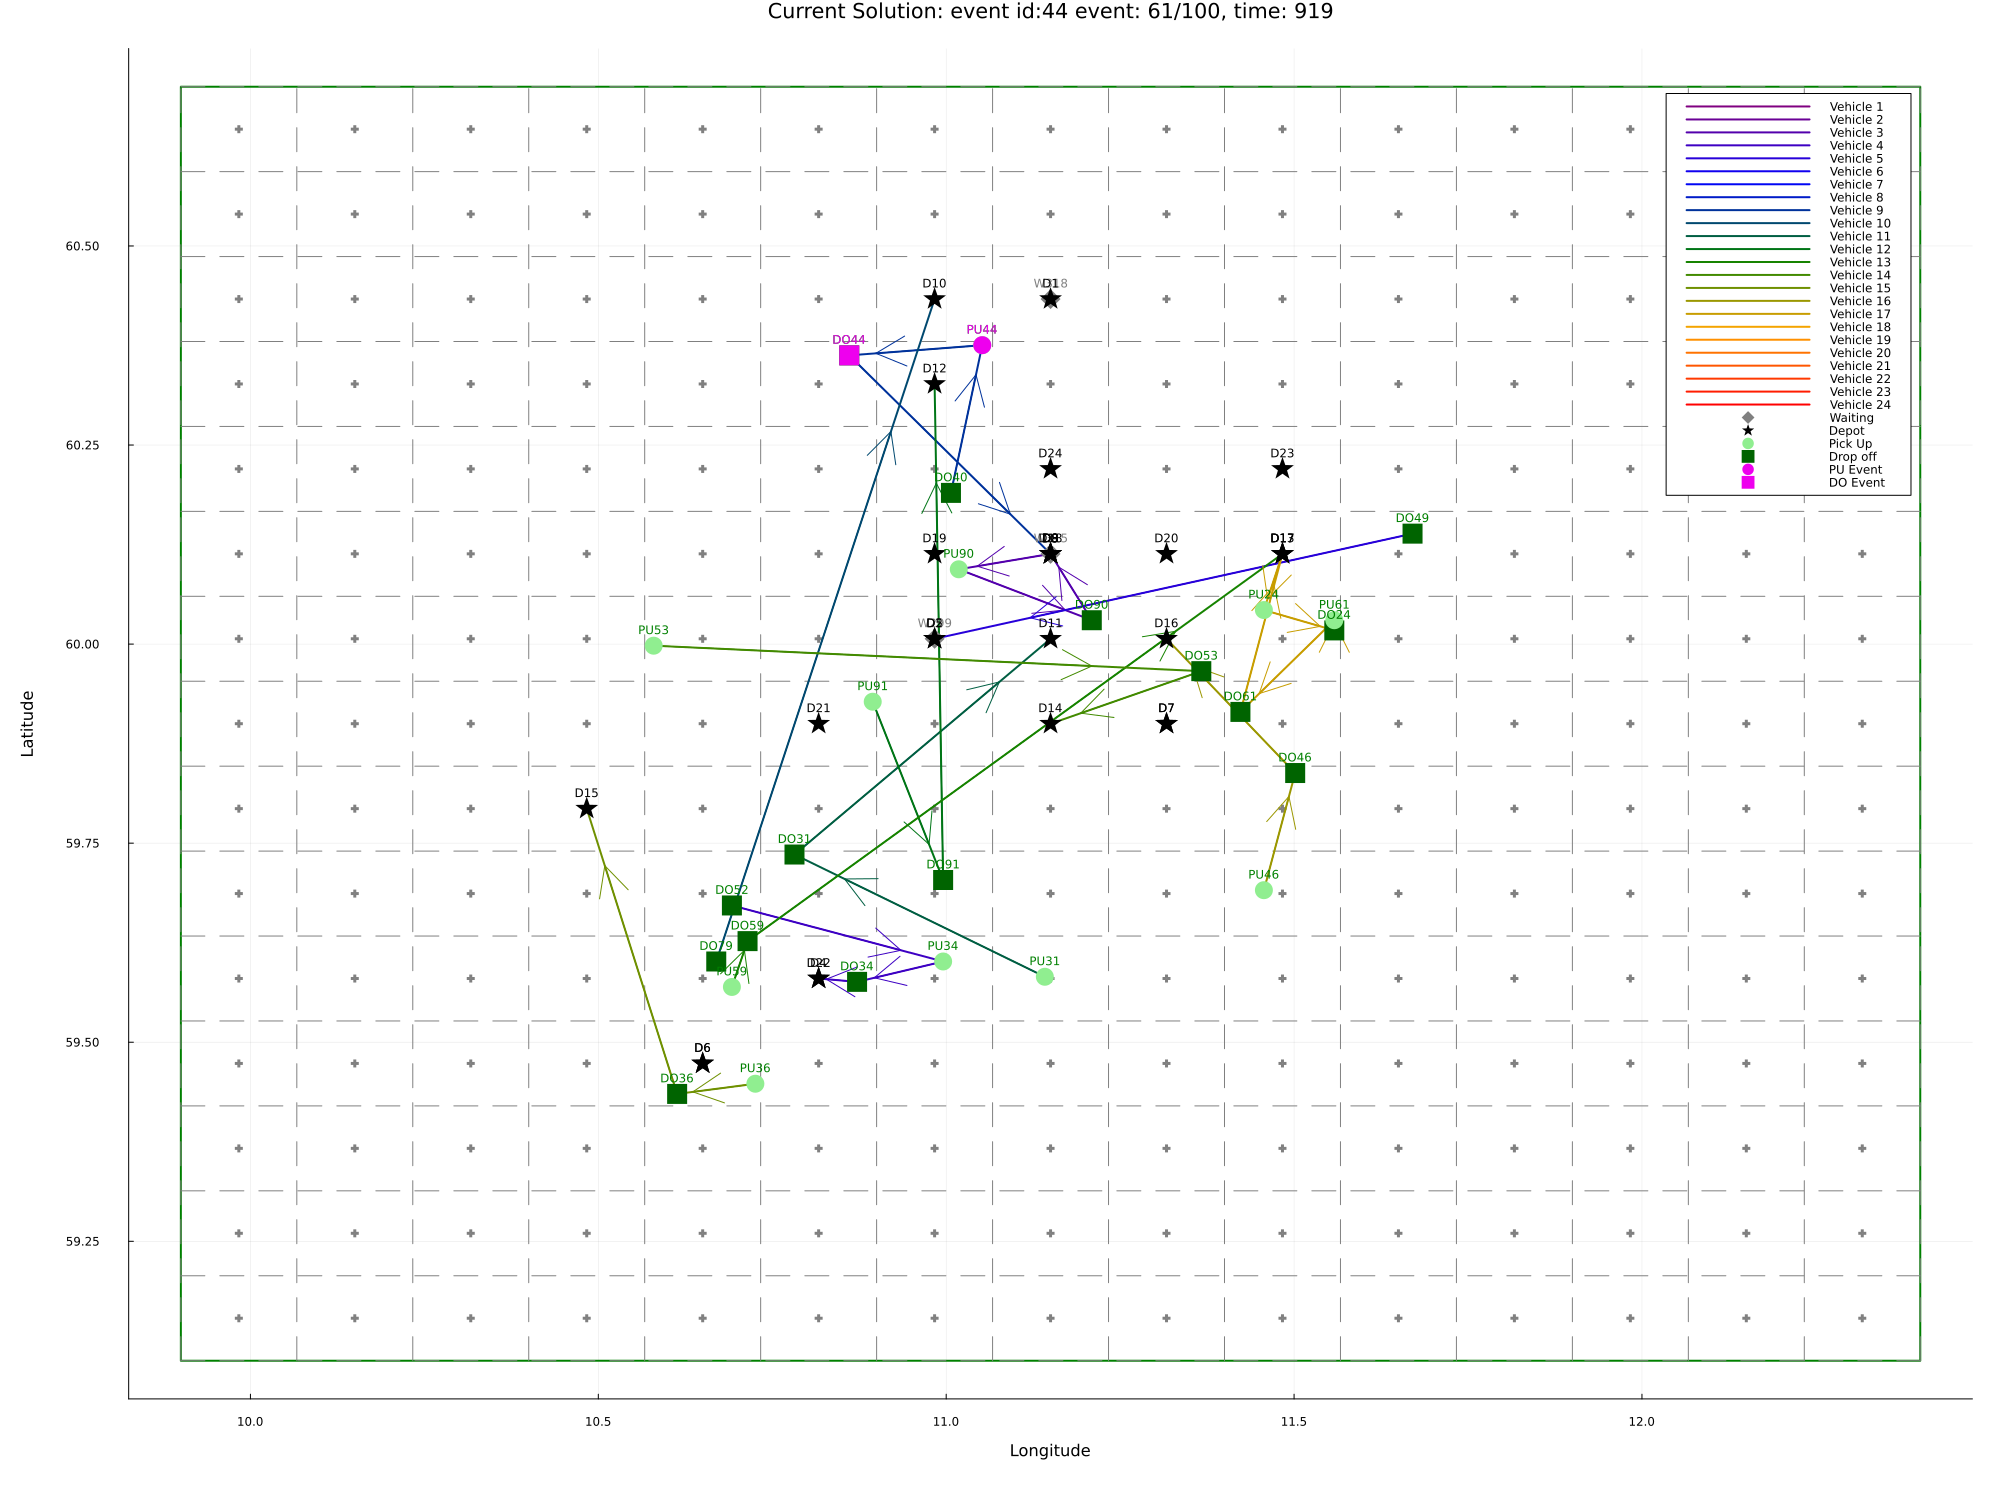 Current Solution: event id:44 event: 61/100, time: 919
Vehicle 1
Vehicle 2
Vehicle 3
Vehicle 4
Vehicle 5
Vehicle 6
Vehicle 7
Vehicle 8
Vehicle 9
Vehicle 10
Vehicle 11
Vehicle 12
Vehicle 13
Vehicle 14
Vehicle 15
Vehicle 16
Vehicle 17
Vehicle 18
Vehicle 19
Vehicle 20
Vehicle 21
Vehicle 22
Vehicle 23
Vehicle 24
Waiting
Depot
Pick Up
Drop off
PU Event
DO Event
60.50
60.25
60.00
59.75
59.50
59.25
Latitude
D10
D1
PU44
DO44
D12
D24
D23
DO40
DO49
D19
D20
PU90
PU24
DO90
PU61
DO24
PU53
D11
D16
DO53
PU91
DO61
D21
D14
D7
DO46
D15
DO31
DO91
PU46
DO52
DO59
DO29
PU34
PU59
DO34
PU31
D6
PU36
DO36
10.0
10.5
11.0
11.5
12.0
Longitude